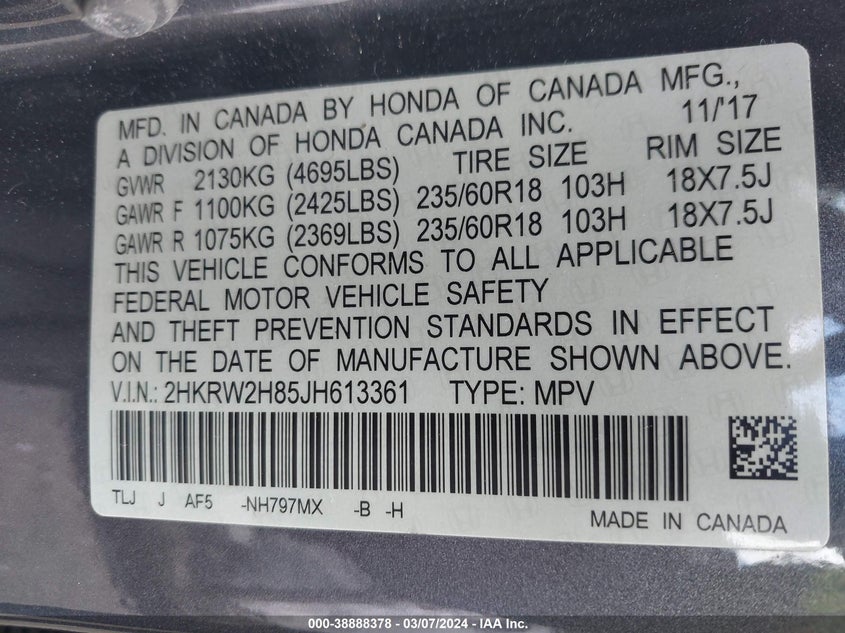 MFD. IN CANADA BY HONDA OF CANADA MFG.,
A DIVISION OF HONDA CANADA INC. 11/'17
GVWR 2130KG (4695LBS) TIRE SIZE RIM SIZE
GAWR F 1100KG (2425LBS) 235/60R18 103H 18X7.5J
GAWR R 1075KG (2369LBS) 235/60R18 103H 18X7.5J
THIS VEHICLE CONFORMS TO ALL APPLICABLE
FEDERAL MOTOR VEHICLE SAFETY
AND THEFT PREVENTION STANDARDS IN EFFECT
ON THE DATE OF MANUFACTURE SHOWN ABOVE.
V.I.N.: 2HKRW2H85JH613361 TYPE: MPV
TLJ J AF5 -NH797MX -B -H
MADE IN CANADA
000-38888378 - 03/07/2024 - IAA Inc.